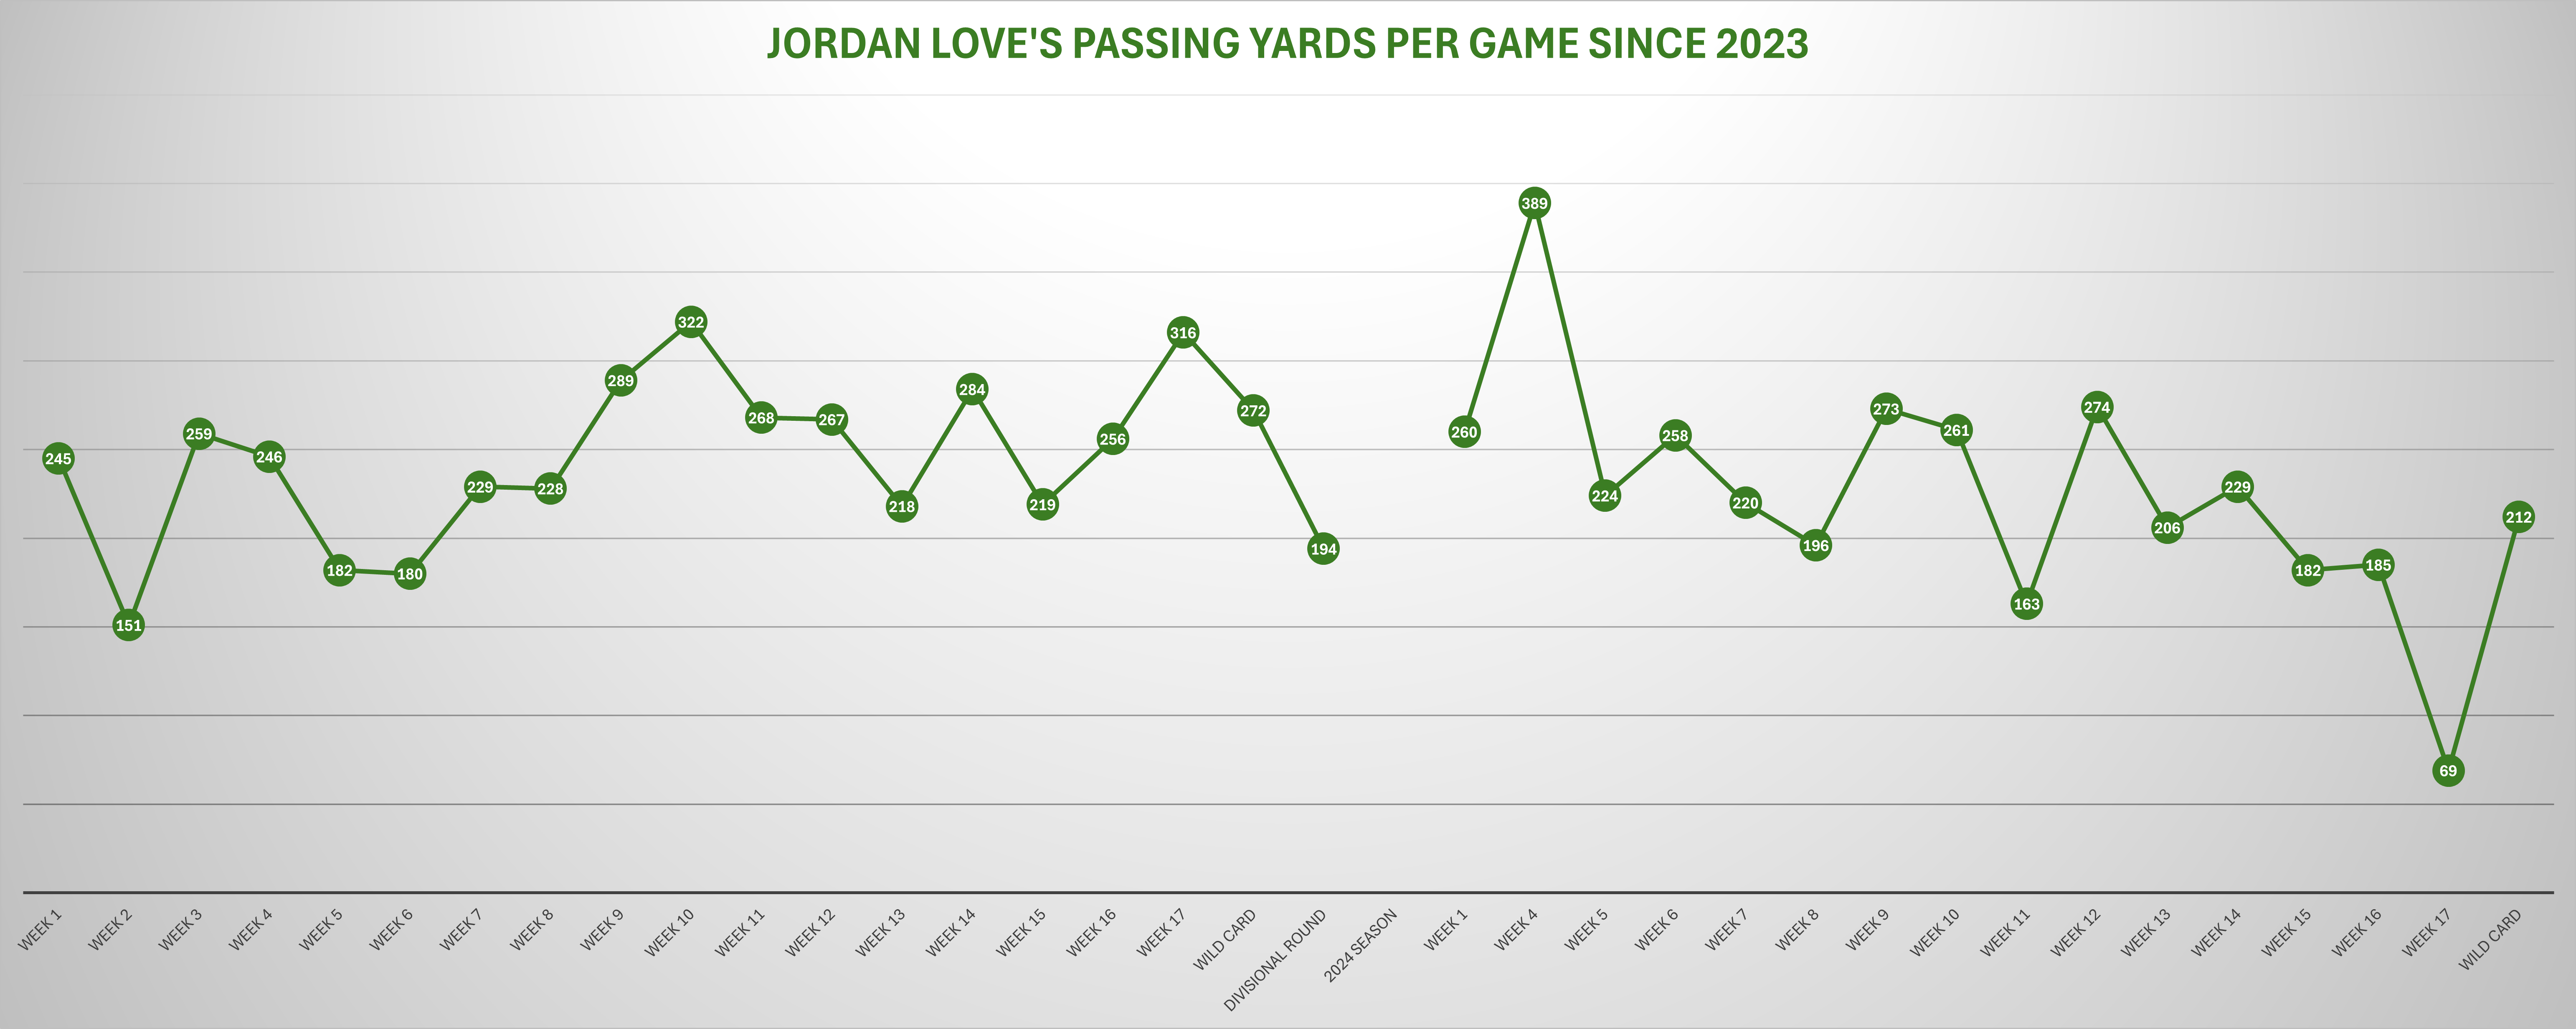 JORDAN LOVE'S PASSING YARDS PER GAME SINCE 2023
245
151
259
246
182
180
229
228
289
322
268
267
218
284
219
256
316
272
194
260
389
224
258
220
196
273
261
163
274
206
229
182
185
69
212
WEEK 1
WEEK 2
WEEK 3
WEEK 4
WEEK 5
WEEK 6
WEEK 7
WEEK 8
WEEK 9
WEEK 10
WEEK 11
WEEK 12
WEEK 13
WEEK 14
WEEK 15
WEEK 16
WEEK 17
WILD CARD
DIVISIONAL ROUND
2024 SEASON
WEEK 1
WEEK 4
WEEK 5
WEEK 6
WEEK 7
WEEK 8
WEEK 9
WEEK 10
WEEK 11
WEEK 12
WEEK 13
WEEK 14
WEEK 15
WEEK 16
WEEK 17
WILD CARD